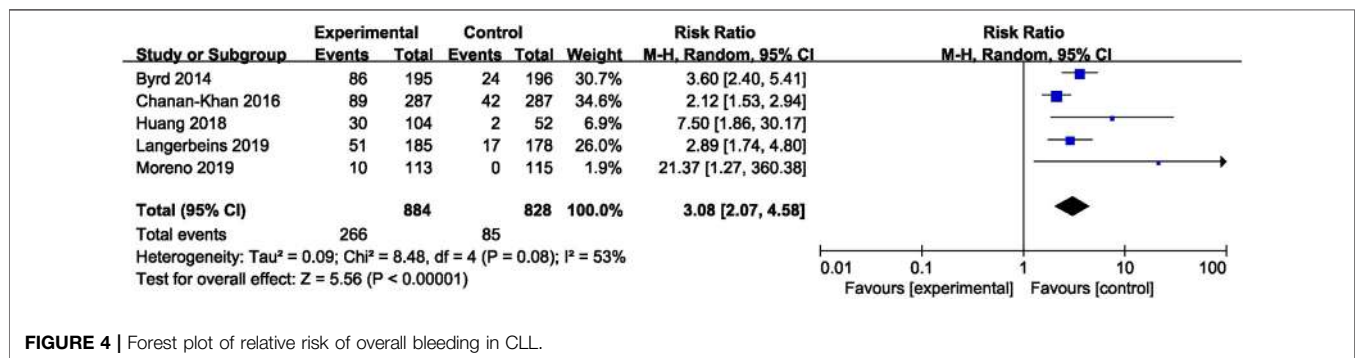 Experimental Control Risk Ratio Risk Ratio
Study or Subgroup Events Total Events Total Weight M-H, Random, 95% CI M-H, Random, 95% CI
Byrd 2014 86 195 24 196 30.7% 3.60 [2.40, 5.41]
Chanan-Khan 2016 89 287 42 287 34.6% 2.12 [1.53, 2.94]
Huang 2018 30 104 2 52 6.9% 7.50 [1.86, 30.17]
Langerbeins 2019 51 185 17 178 26.0% 2.89 [1.74, 4.80]
Moreno 2019 10 113 0 115 1.9% 21.37 [1.27, 360.38]
Total (95% CI) 884 828 100.0% 3.08 [2.07, 4.58]
Total events 266 85
Heterogeneity: Tau² = 0.09; Chi² = 8.48, df = 4 (P = 0.08); I² = 53%
Test for overall effect: Z = 5.56 (P < 0.00001)
0.01 0.1 1 10 100
Favours [experimental] Favours [control]
FIGURE 4 | Forest plot of relative risk of overall bleeding in CLL.